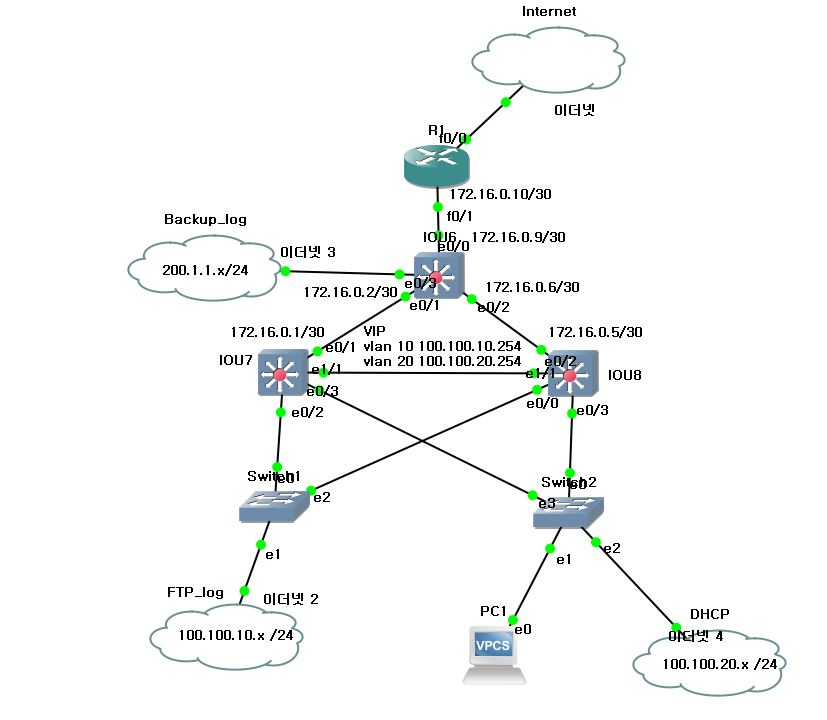 Internet
이더넷
R1
f0/0
172.16.0.10/30
f0/1
Backup_log
이더넷 3
200.1.1.x/24
IOU6
172.16.0.9/30
e0/0
e0/3
172.16.0.2/30
e0/1
172.16.0.6/30
e0/2
172.16.0.1/30
VIP
vlan 10 100.100.10.254
vlan 20 100.100.20.254
172.16.0.5/30
e0/1
e0/2
IOU7
e1/1
e1/1
IOU8
e0/3
e0/0
e0/2
e0/3
Switch1
e0
e2
Switch2
e0
e3
e1
e1
e2
FTP_log
이더넷 2
100.100.10.x /24
PC1
e0
VPCS
DHCP
이더넷 4
100.100.20.x /24